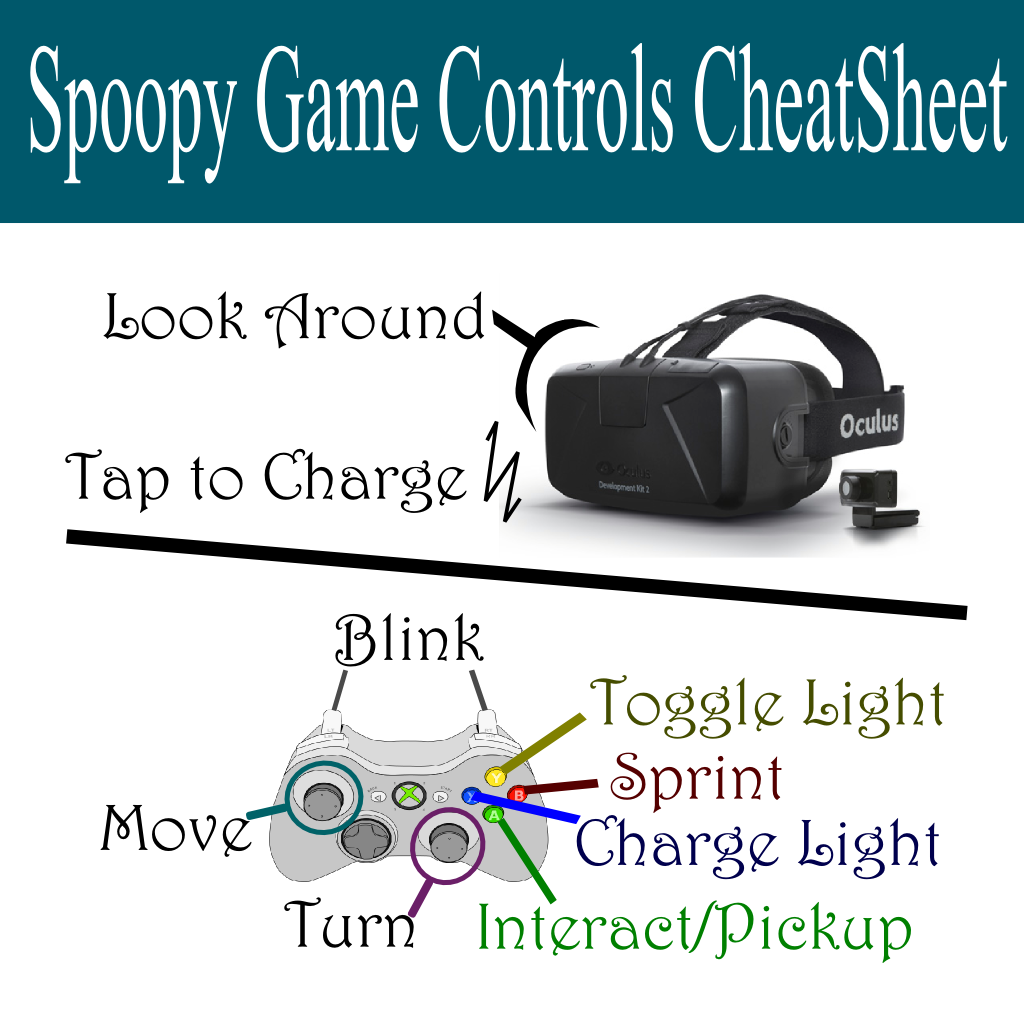 Spoopy Game Controls CheatSheet
Look Around
Oculus
Tap to Charge
Oculus
Development Kit 2
Blink
Toggle Light
Y
Sprint
B
X
Move
A
Charge Light
Turn
Interact/Pickup